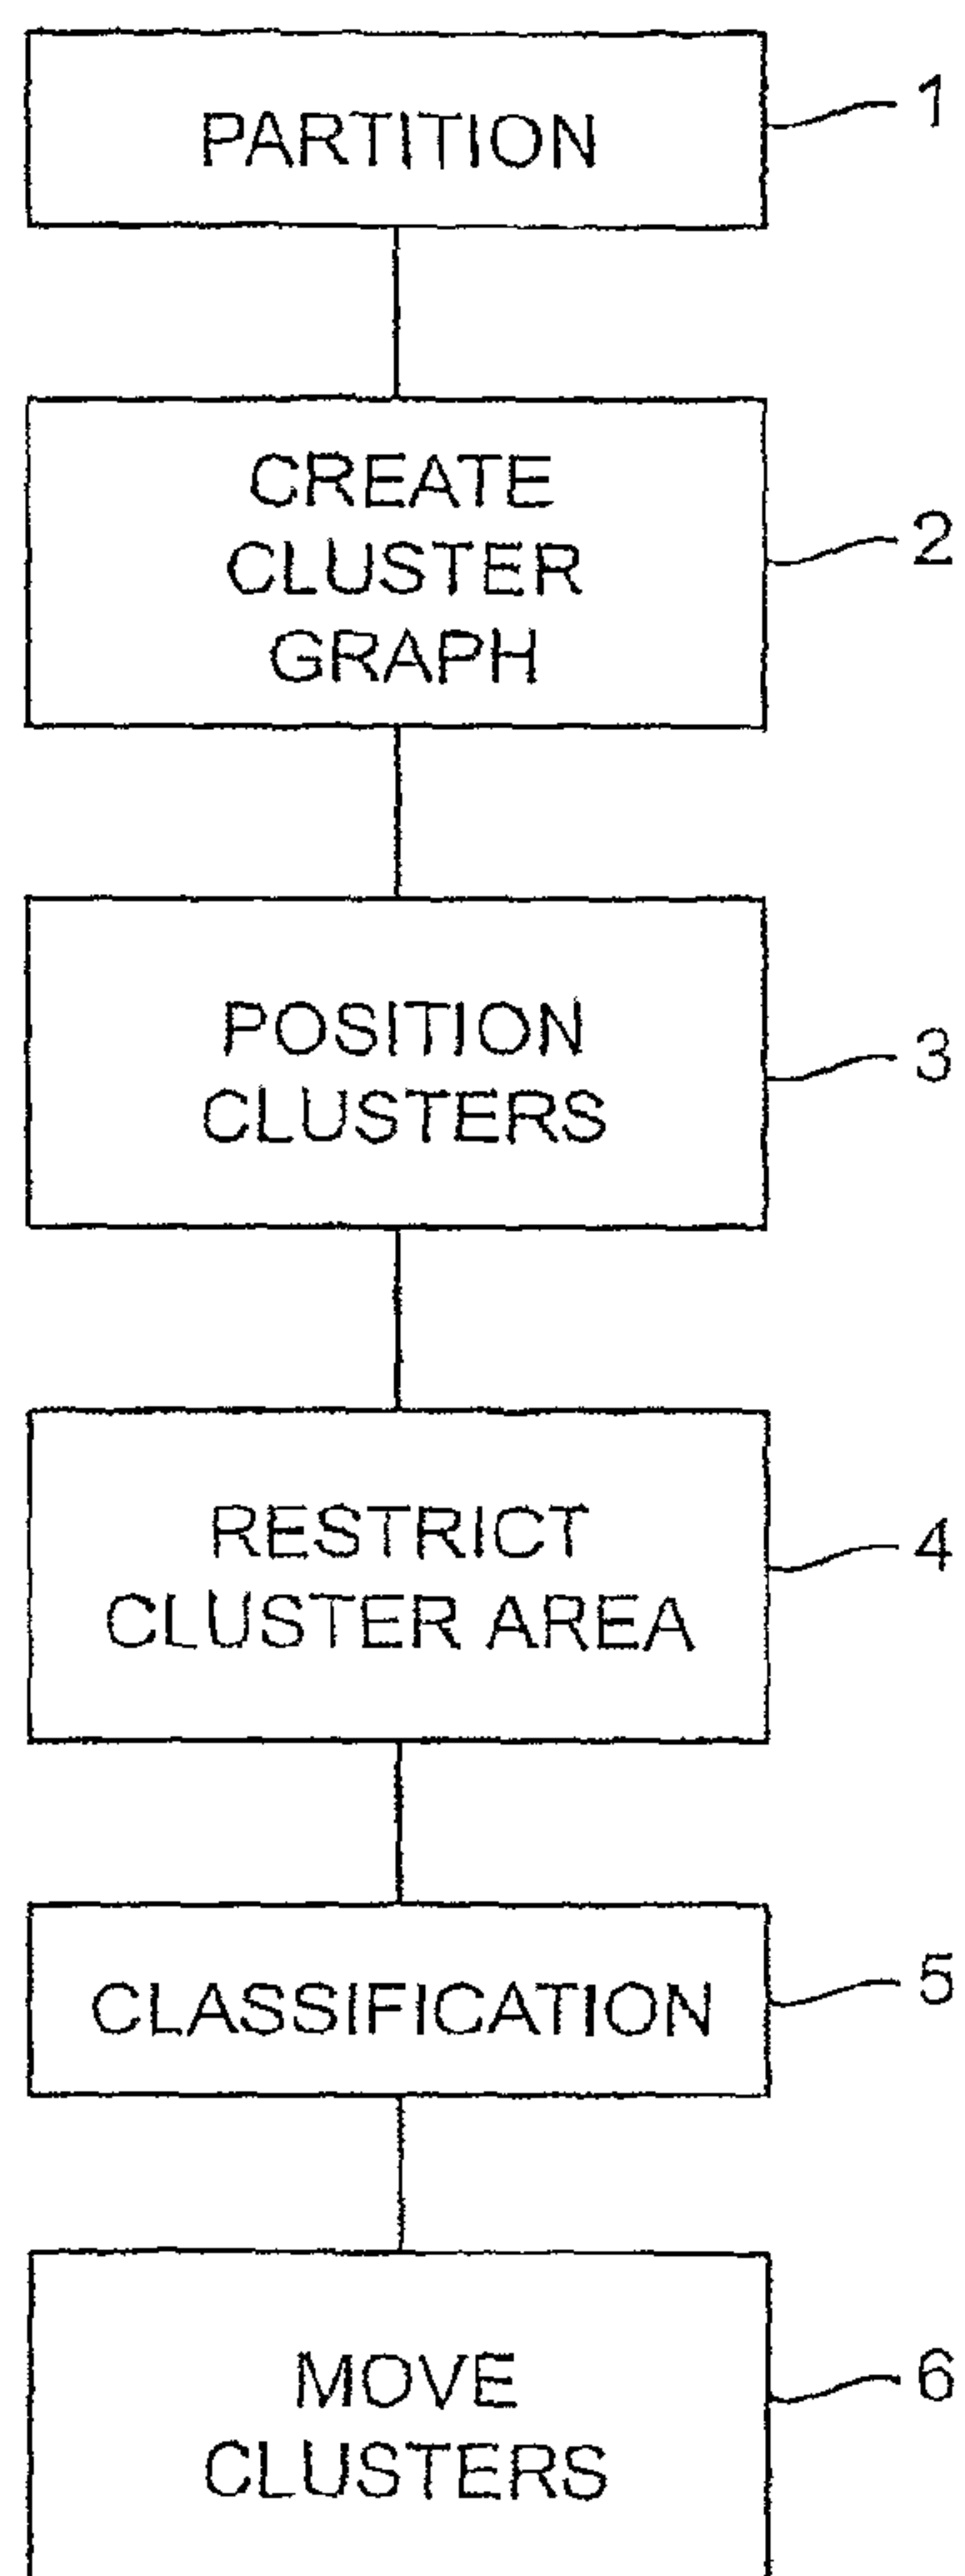 PARTITION
1
CREATE
CLUSTER
GRAPH
2
POSITION
CLUSTERS
3
RESTRICT
CLUSTER AREA
4
CLASSIFICATION
5
MOVE
CLUSTERS
6